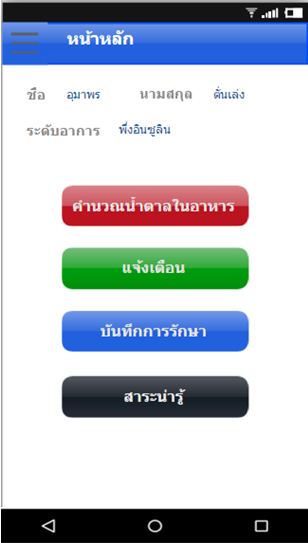 หน้าหลัก
ชื่อ อุมาพร นามสกุล ดั่นเล่ง
ระดับอาการ พึ่งอินซูลิน
คำนวณน้ำตาลในอาหาร
แจ้งเตือน
บันทึกการรักษา
สาระน่ารู้